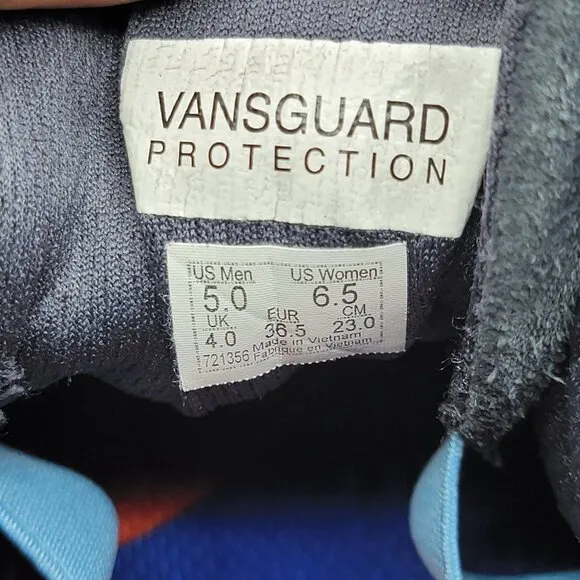 VANSGUARD
PROTECTION
US Men US Women
5.0 6.5
UK EUR CM
4.0 36.5 23.0
Made in Vietnam
721356 Fabriqué en Vietnam